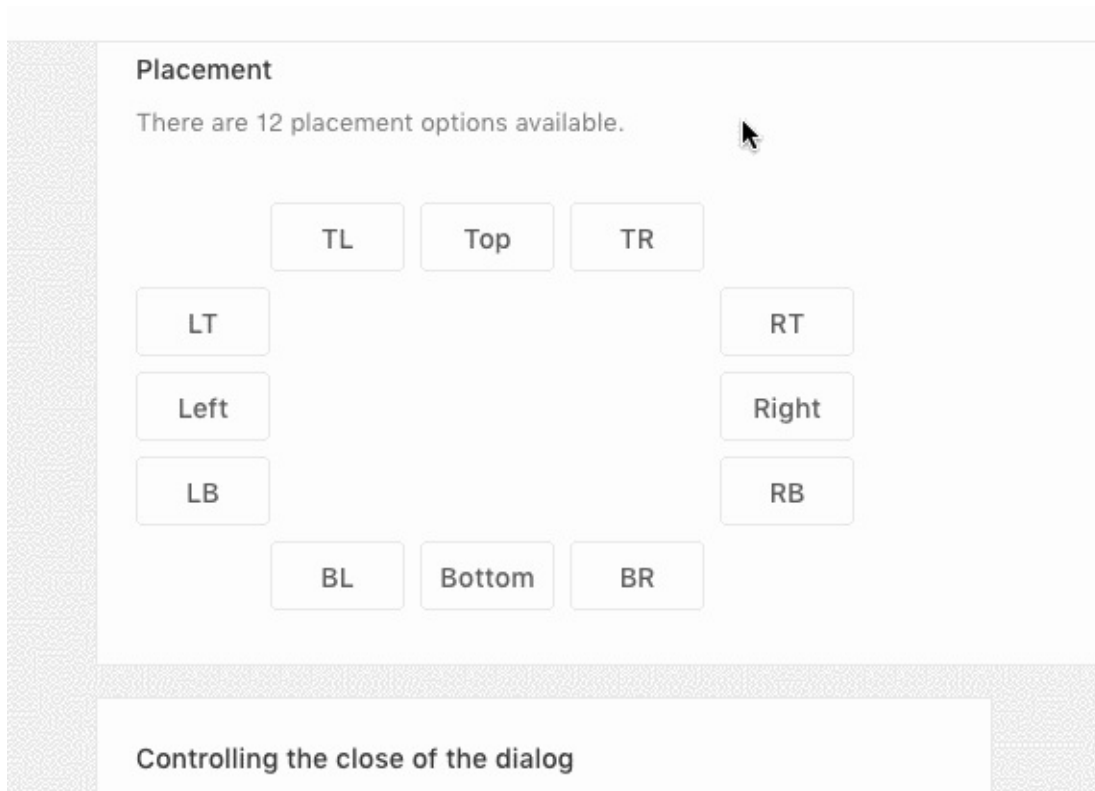 Placement
There are 12 placement options available.
TL Top TR
LT RT
Left Right
LB RB
BL Bottom BR
Controlling the close of the dialog